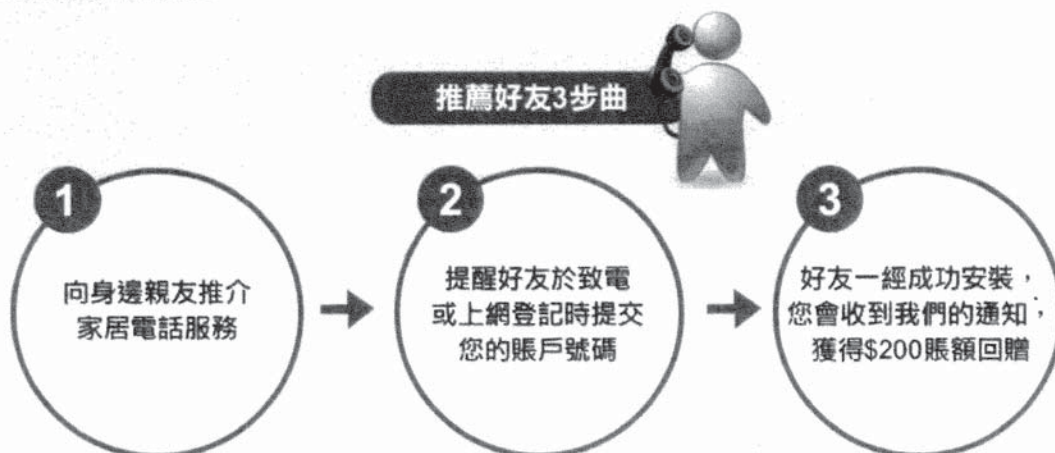 推薦好友3步曲
1
向身邊親友推介
家居電話服務
2
提醒好友於致電
或上網登記時提交
您的賬戶號碼
3
好友一經成功安裝，
您會收到我們的通知，
獲得$200賬額回贈